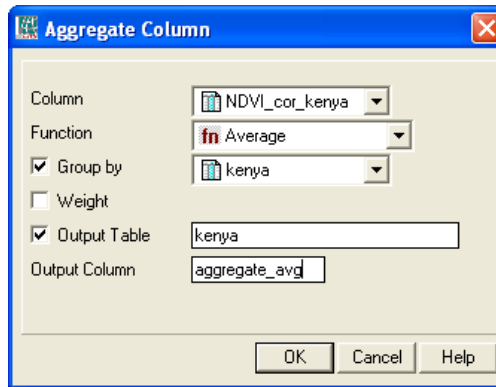 Aggregate Column
Column NDVI_cor_kenya
Function fn Average
Group by kenya
Weight
Output Table kenya
Output Column aggregate_avg
OK Cancel Help